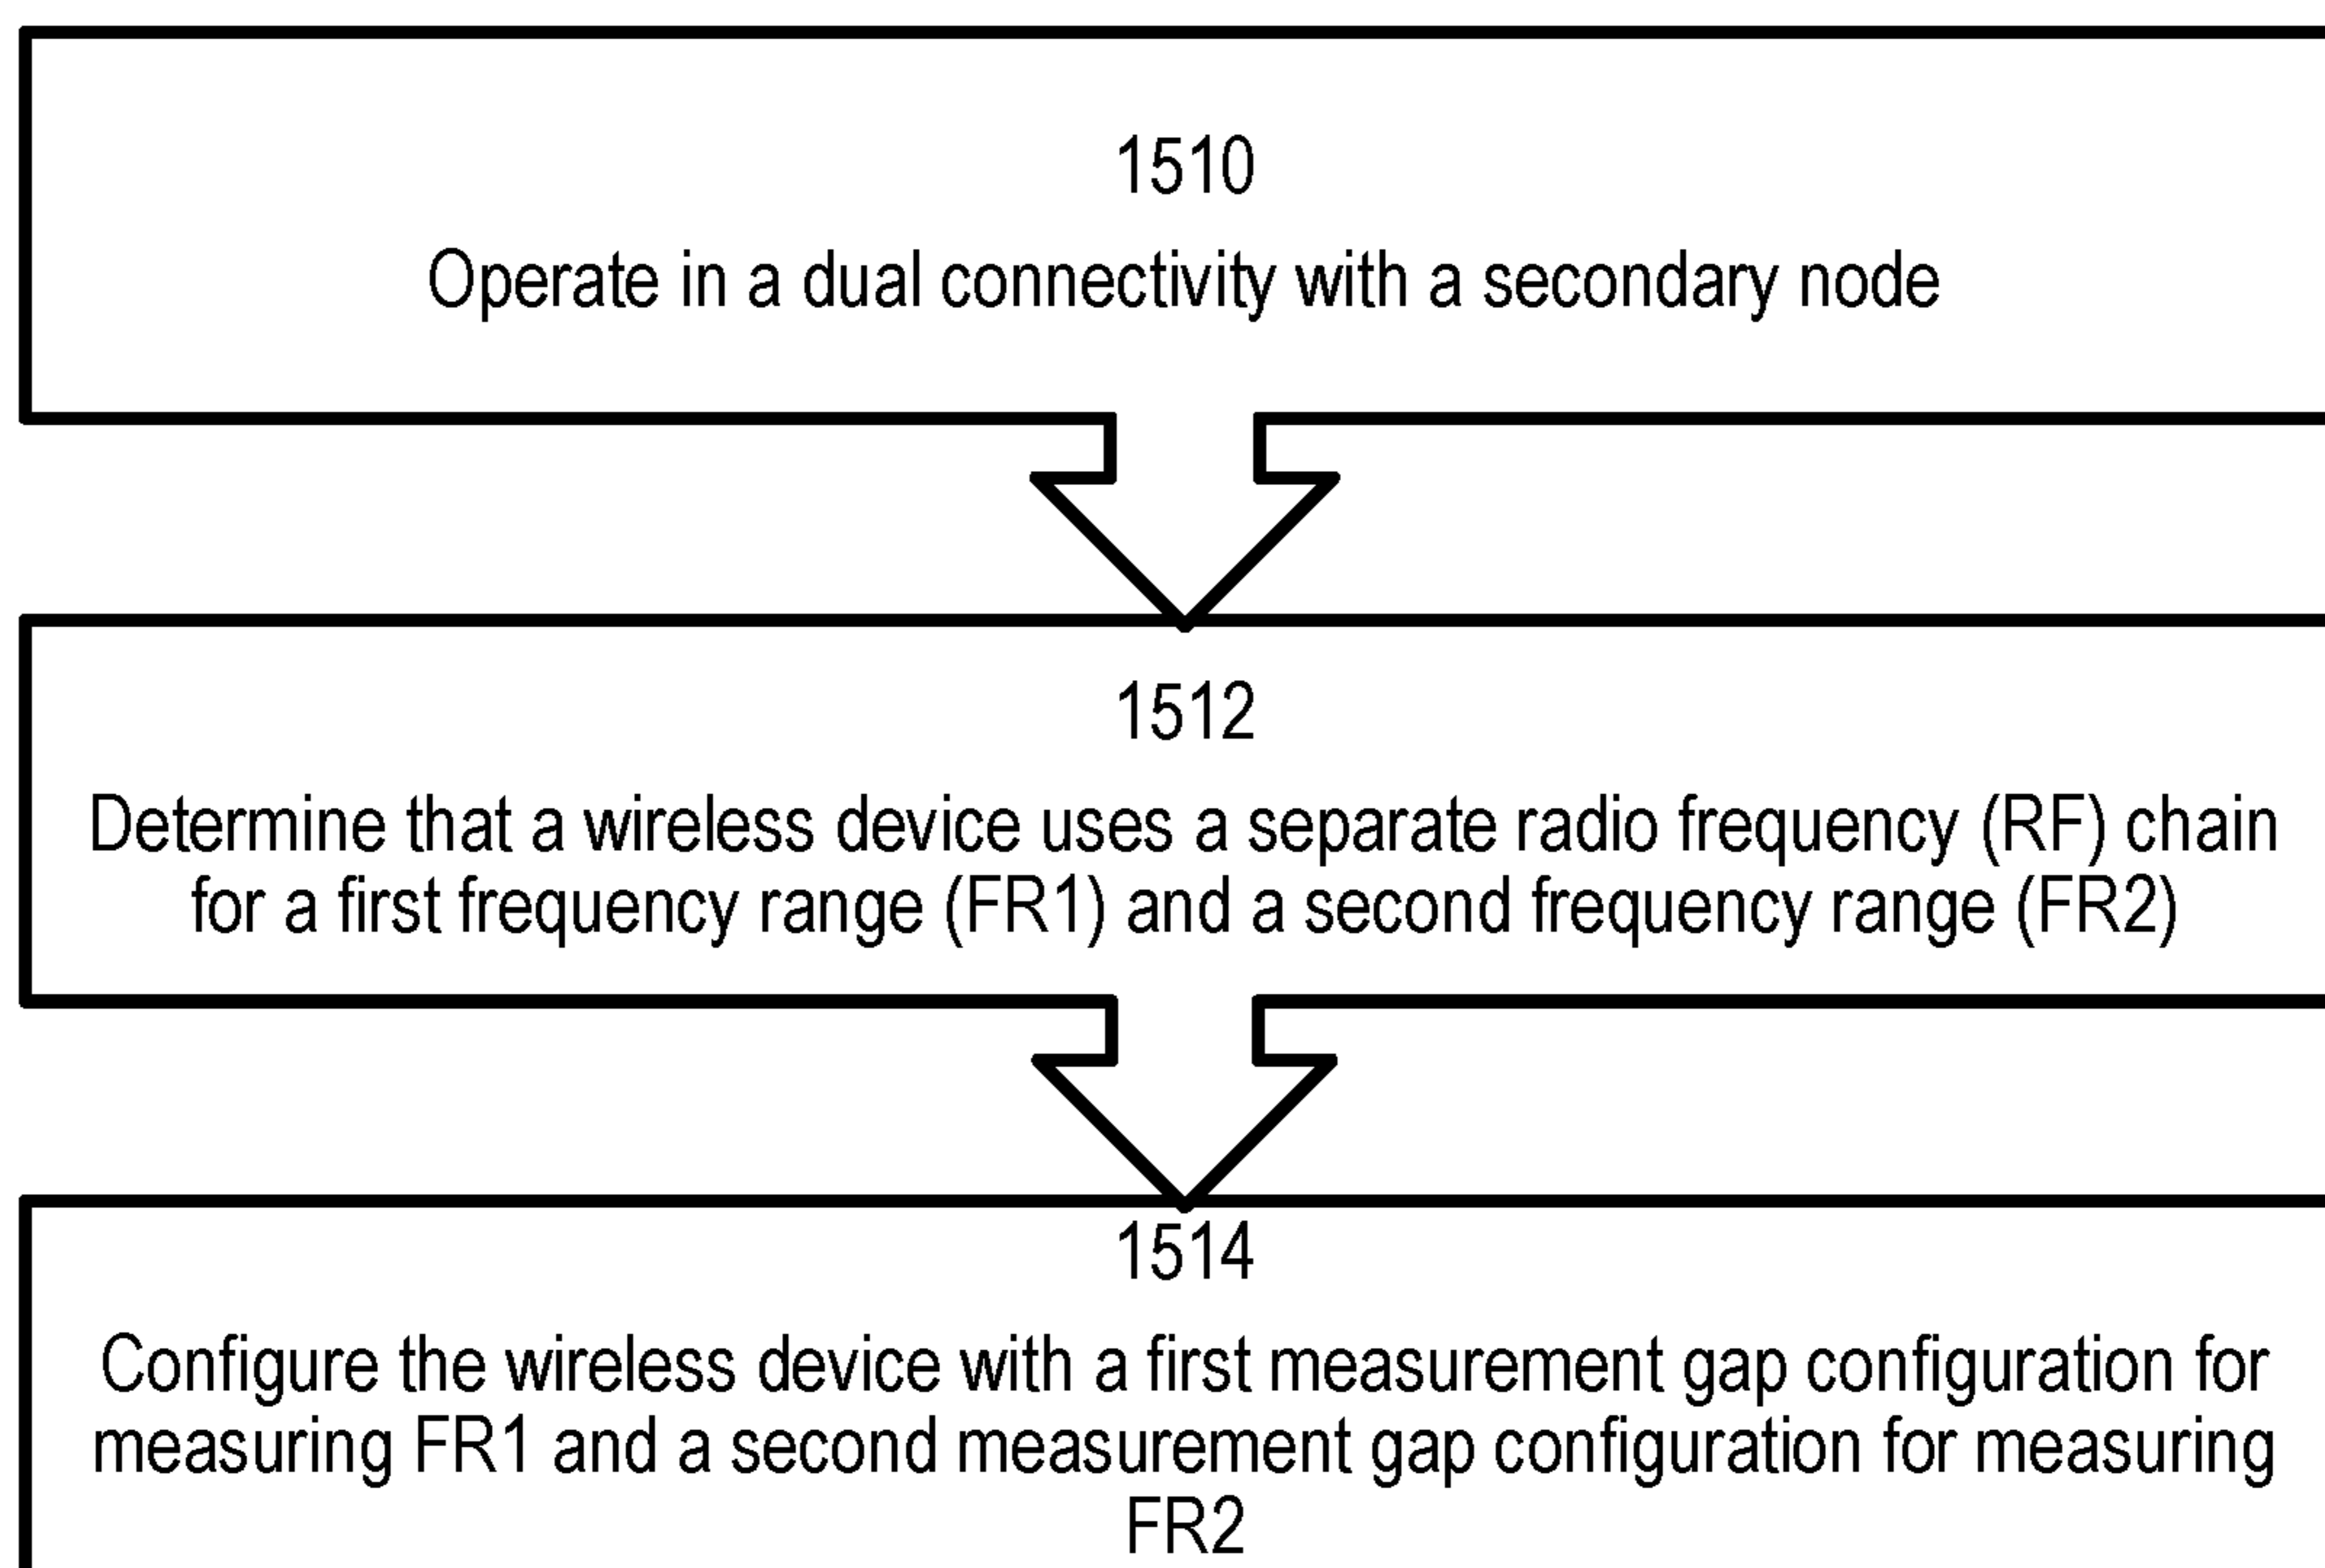 1510
Operate in a dual connectivity with a secondary node
1512
Determine that a wireless device uses a separate radio frequency (RF) chain
for a first frequency range (FR1) and a second frequency range (FR2)
1514
Configure the wireless device with a first measurement gap configuration for
measuring FR1 and a second measurement gap configuration for measuring
FR2